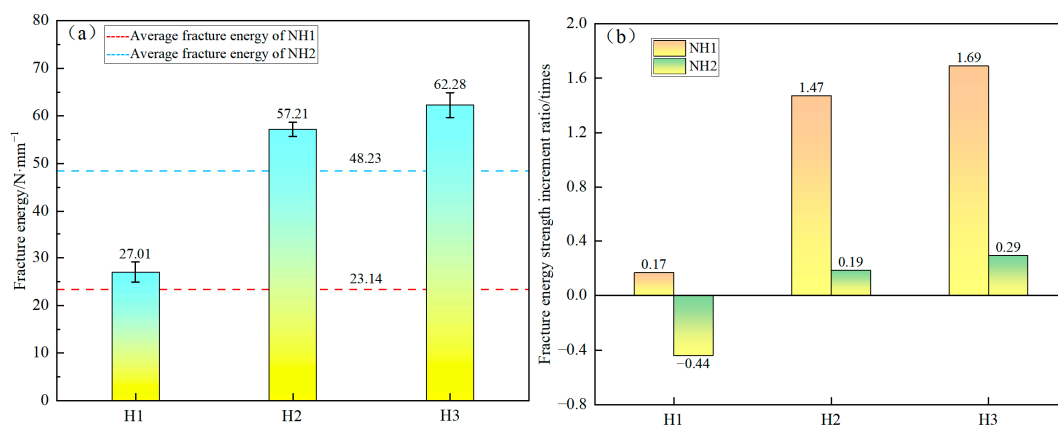 (a)
Average fracture energy of NH1
Average fracture energy of NH2
Fracture energy/N·mm⁻¹
80
70
60
50
40
30
20
10
0
27.01
57.21
62.28
48.23
23.14
H1
H2
H3
(b)
NH1
NH2
Fracture energy strength increment ratio/times
2.0
1.6
1.2
0.8
0.4
0.0
−0.4
−0.8
0.17
−0.44
1.47
0.19
1.69
0.29
H1
H2
H3